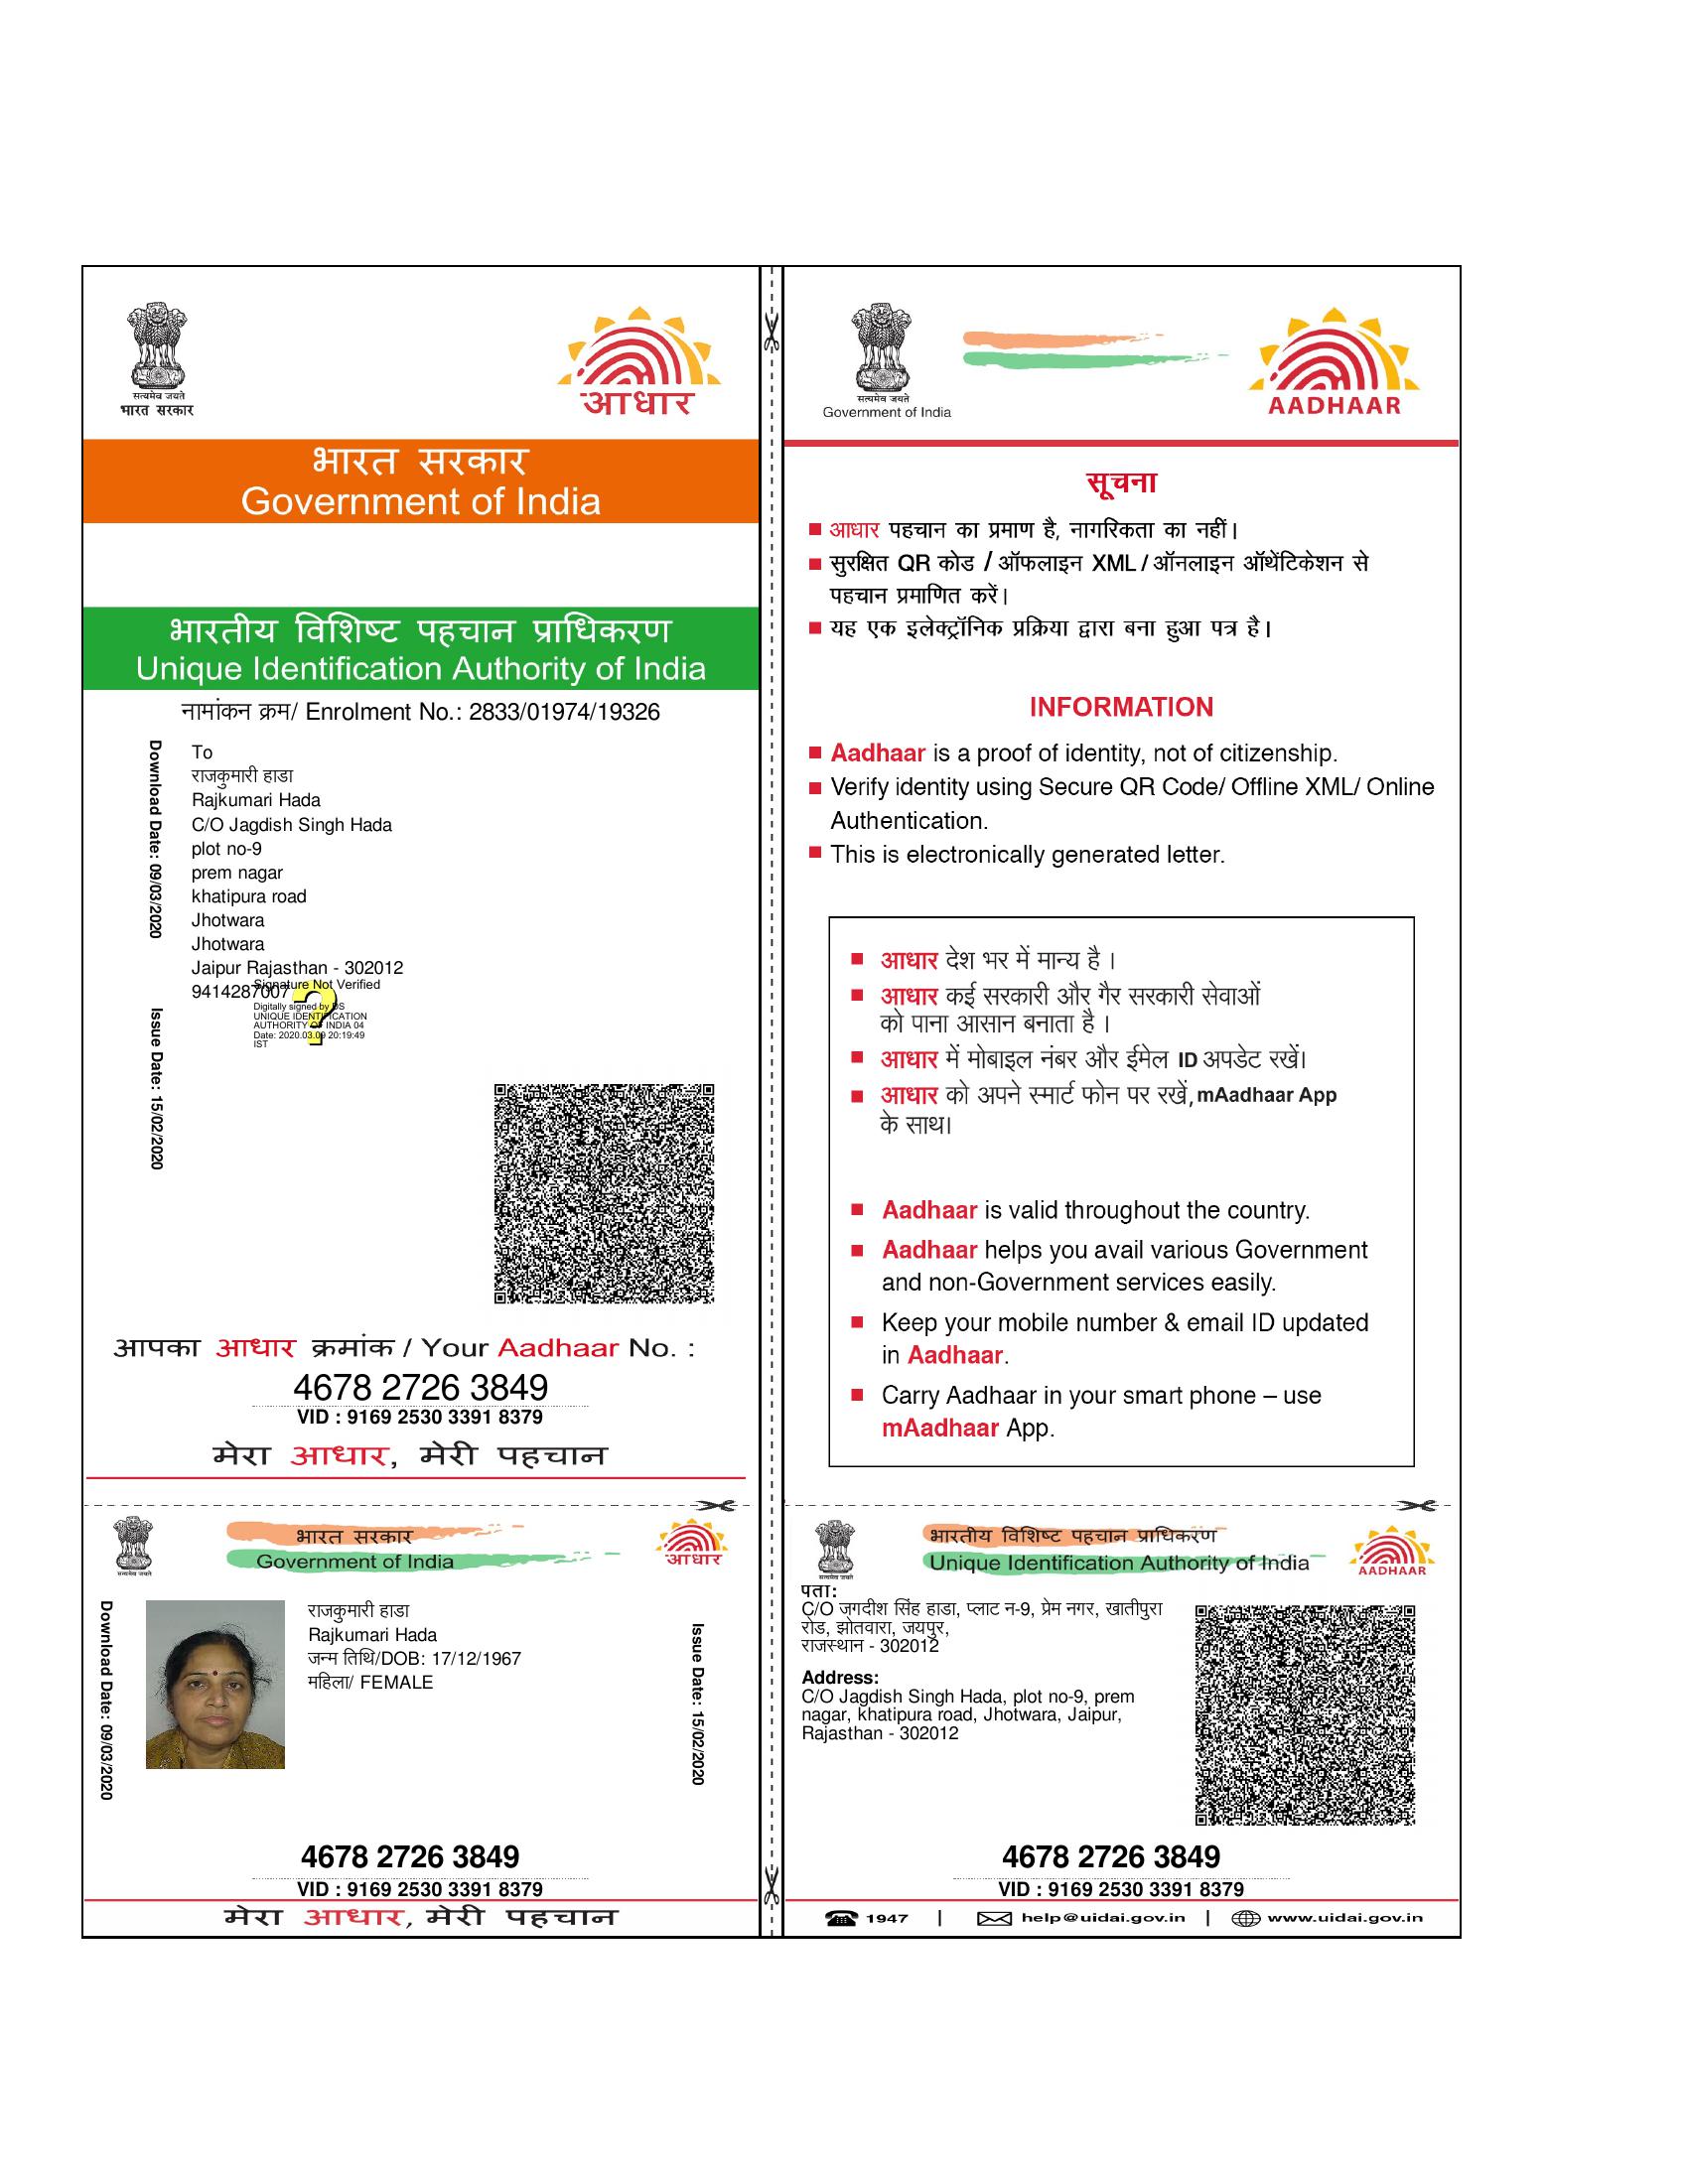 सत्यमेव जयते
भारत सरकार
आधार
भारत सरकार
Government of India
भारतीय विशिष्ट पहचान प्राधिकरण
Unique Identification Authority of India
नामांकन क्रम/ Enrolment No.: 2833/01974/19326
Download Date: 09/03/2020
Issue Date: 15/02/2020
To
राजकुमारी हाडा
Rajkumari Hada
C/O Jagdish Singh Hada
plot no-9
prem nagar
khatipura road
Jhotwara
Jhotwara
Jaipur Rajasthan - 302012
9414287007
Signature Not Verified
Digitally signed by DS
UNIQUE IDENTIFICATION
AUTHORITY OF INDIA 04
Date: 2020.03.09 20:19:49
IST
आपका आधार क्रमांक / Your Aadhaar No. :
4678 2726 3849
VID : 9169 2530 3391 8379
मेरा आधार, मेरी पहचान
सत्यमेव जयते
Government of India
AADHAAR
सूचना
आधार पहचान का प्रमाण है, नागरिकता का नहीं।
सुरक्षित QR कोड / ऑफलाइन XML / ऑनलाइन ऑथेंटिकेशन से
पहचान प्रमाणित करें।
यह एक इलेक्ट्रॉनिक प्रक्रिया द्वारा बना हुआ पत्र है।
INFORMATION
Aadhaar is a proof of identity, not of citizenship.
Verify identity using Secure QR Code/ Offline XML/ Online
Authentication.
This is electronically generated letter.
आधार देश भर में मान्य है ।
आधार कई सरकारी और गैर सरकारी सेवाओं
को पाना आसान बनाता है ।
आधार में मोबाइल नंबर और ईमेल ID अपडेट रखें।
आधार को अपने स्मार्ट फोन पर रखें, mAadhaar App
के साथ।
Aadhaar is valid throughout the country.
Aadhaar helps you avail various Government
and non-Government services easily.
Keep your mobile number & email ID updated
in Aadhaar.
Carry Aadhaar in your smart phone – use
mAadhaar App.
सत्यमेव जयते
भारत सरकार
Government of India
आधार
Download Date: 09/03/2020
राजकुमारी हाडा
Rajkumari Hada
जन्म तिथि/DOB: 17/12/1967
महिला/ FEMALE
Issue Date: 15/02/2020
4678 2726 3849
VID : 9169 2530 3391 8379
मेरा आधार, मेरी पहचान
सत्यमेव जयते
भारतीय विशिष्ट पहचान प्राधिकरण
Unique Identification Authority of India
AADHAAR
पता:
C/O जगदीश सिंह हाडा, प्लाट न-9, प्रेम नगर, खातीपुरा
रोड, झोतवारा, जयपुर,
राजस्थान - 302012
Address:
C/O Jagdish Singh Hada, plot no-9, prem
nagar, khatipura road, Jhotwara, Jaipur,
Rajasthan - 302012
4678 2726 3849
VID : 9169 2530 3391 8379
1947 | help@uidai.gov.in | www.uidai.gov.in